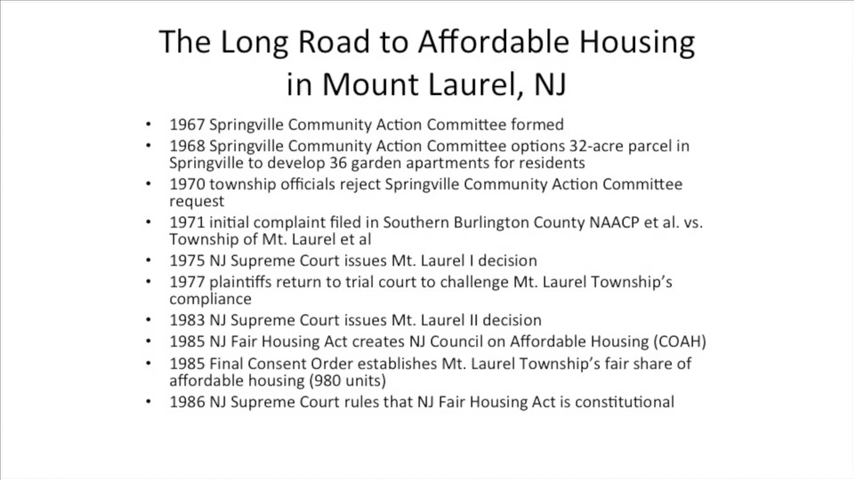 The Long Road to Affordable Housing
in Mount Laurel, NJ
• 1967 Springville Community Action Committee formed
• 1968 Springville Community Action Committee options 32-acre parcel in
Springville to develop 36 garden apartments for residents
• 1970 township officials reject Springville Community Action Committee
request
• 1971 initial complaint filed in Southern Burlington County NAACP et al. vs.
Township of Mt. Laurel et al
• 1975 NJ Supreme Court issues Mt. Laurel I decision
• 1977 plaintiffs return to trial court to challenge Mt. Laurel Township's
compliance
• 1983 NJ Supreme Court issues Mt. Laurel II decision
• 1985 NJ Fair Housing Act creates NJ Council on Affordable Housing (COAH)
• 1985 Final Consent Order establishes Mt. Laurel Township's fair share of
affordable housing (980 units)
• 1986 NJ Supreme Court rules that NJ Fair Housing Act is constitutional